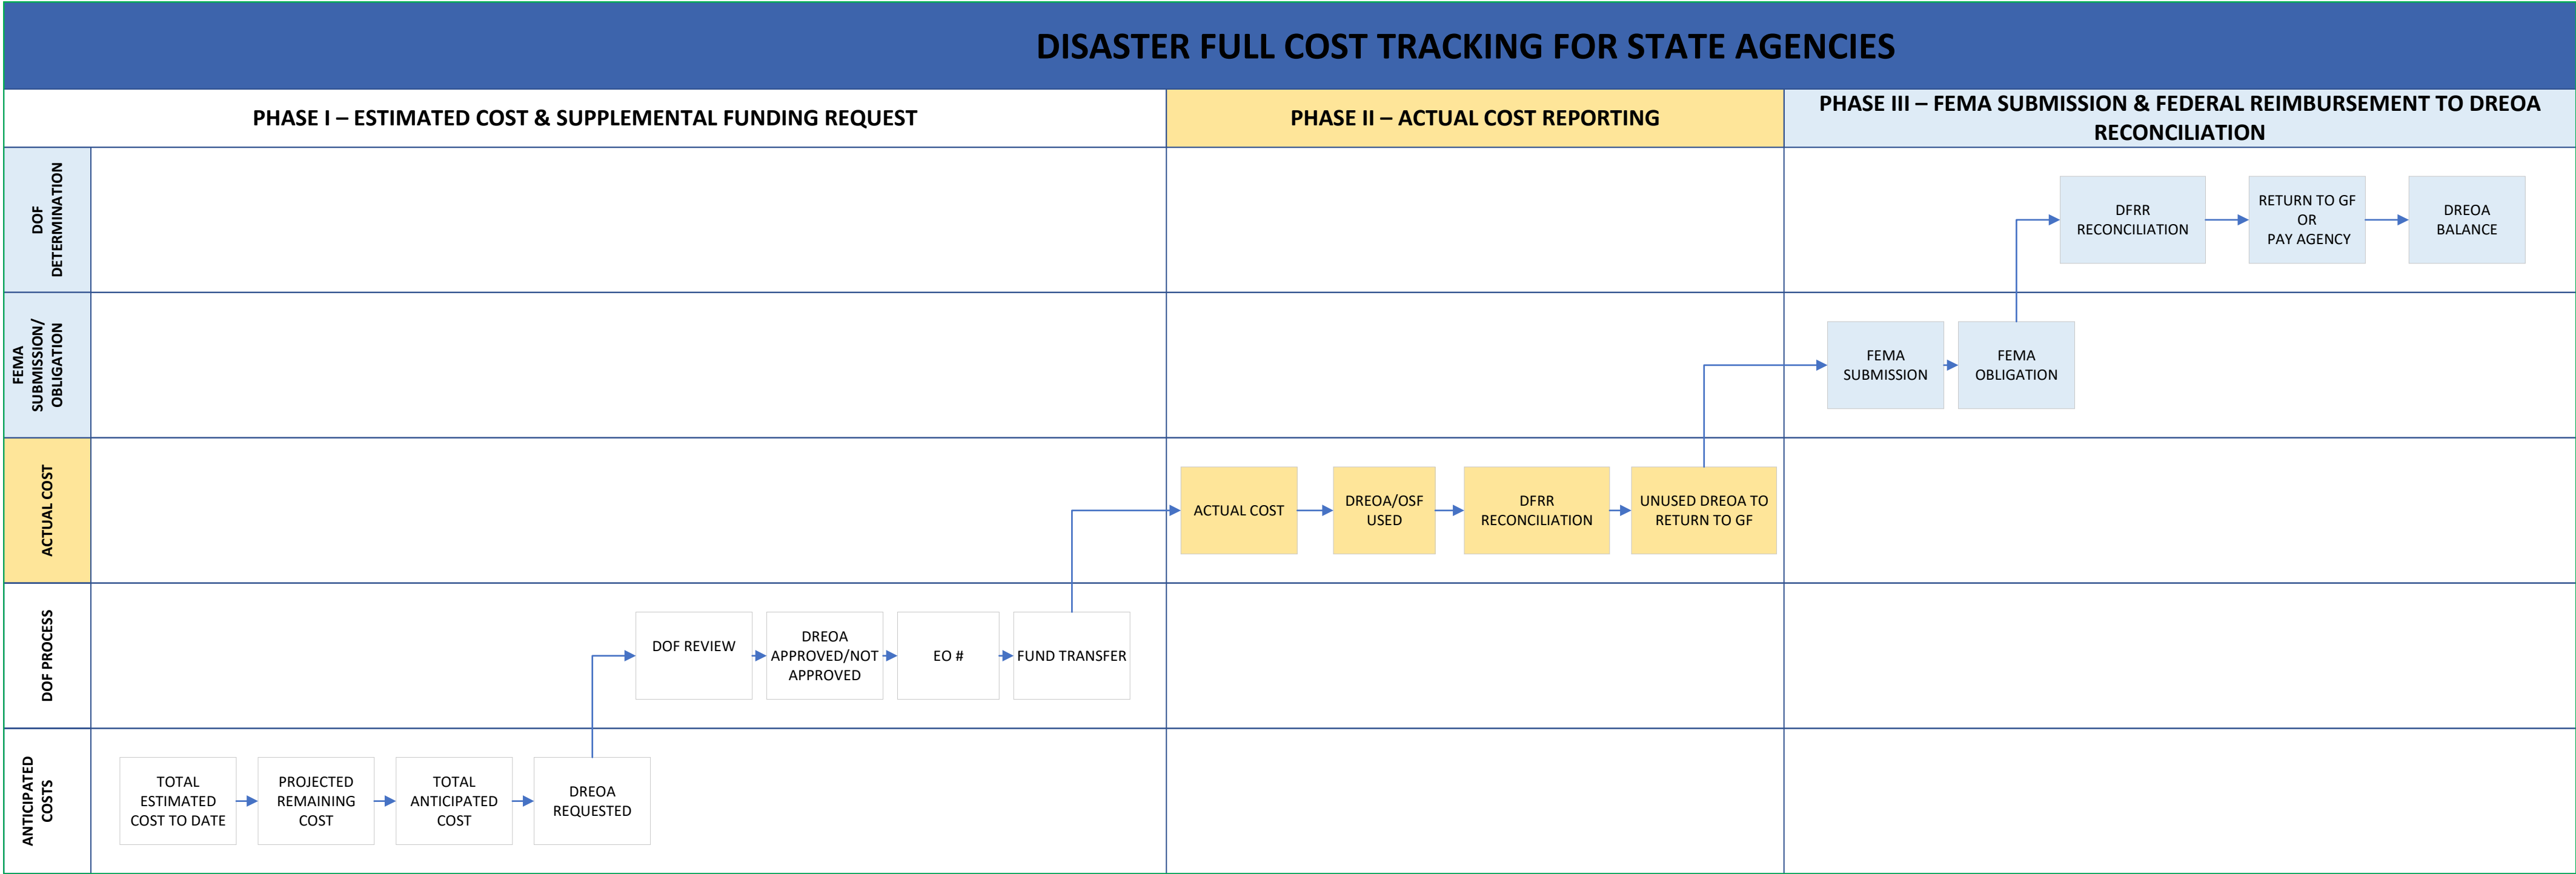 DISASTER FULL COST TRACKING FOR STATE AGENCIES
PHASE I – ESTIMATED COST & SUPPLEMENTAL FUNDING REQUEST
PHASE II – ACTUAL COST REPORTING
PHASE III – FEMA SUBMISSION & FEDERAL REIMBURSEMENT TO DREOA
RECONCILIATION
DOF
DETERMINATION
DFRR
RECONCILIATION
RETURN TO GF
OR
PAY AGENCY
DREOA
BALANCE
FEMA
SUBMISSION/
OBLIGATION
FEMA
SUBMISSION
FEMA
OBLIGATION
ACTUAL COST
ACTUAL COST
DREOA/OSF
USED
DFRR
RECONCILIATION
UNUSED DREOA TO
RETURN TO GF
DOF PROCESS
DOF REVIEW
DREOA
APPROVED/NOT
APPROVED
EO #
FUND TRANSFER
ANTICIPATED
COSTS
TOTAL
ESTIMATED
COST TO DATE
PROJECTED
REMAINING
COST
TOTAL
ANTICIPATED
COST
DREOA
REQUESTED